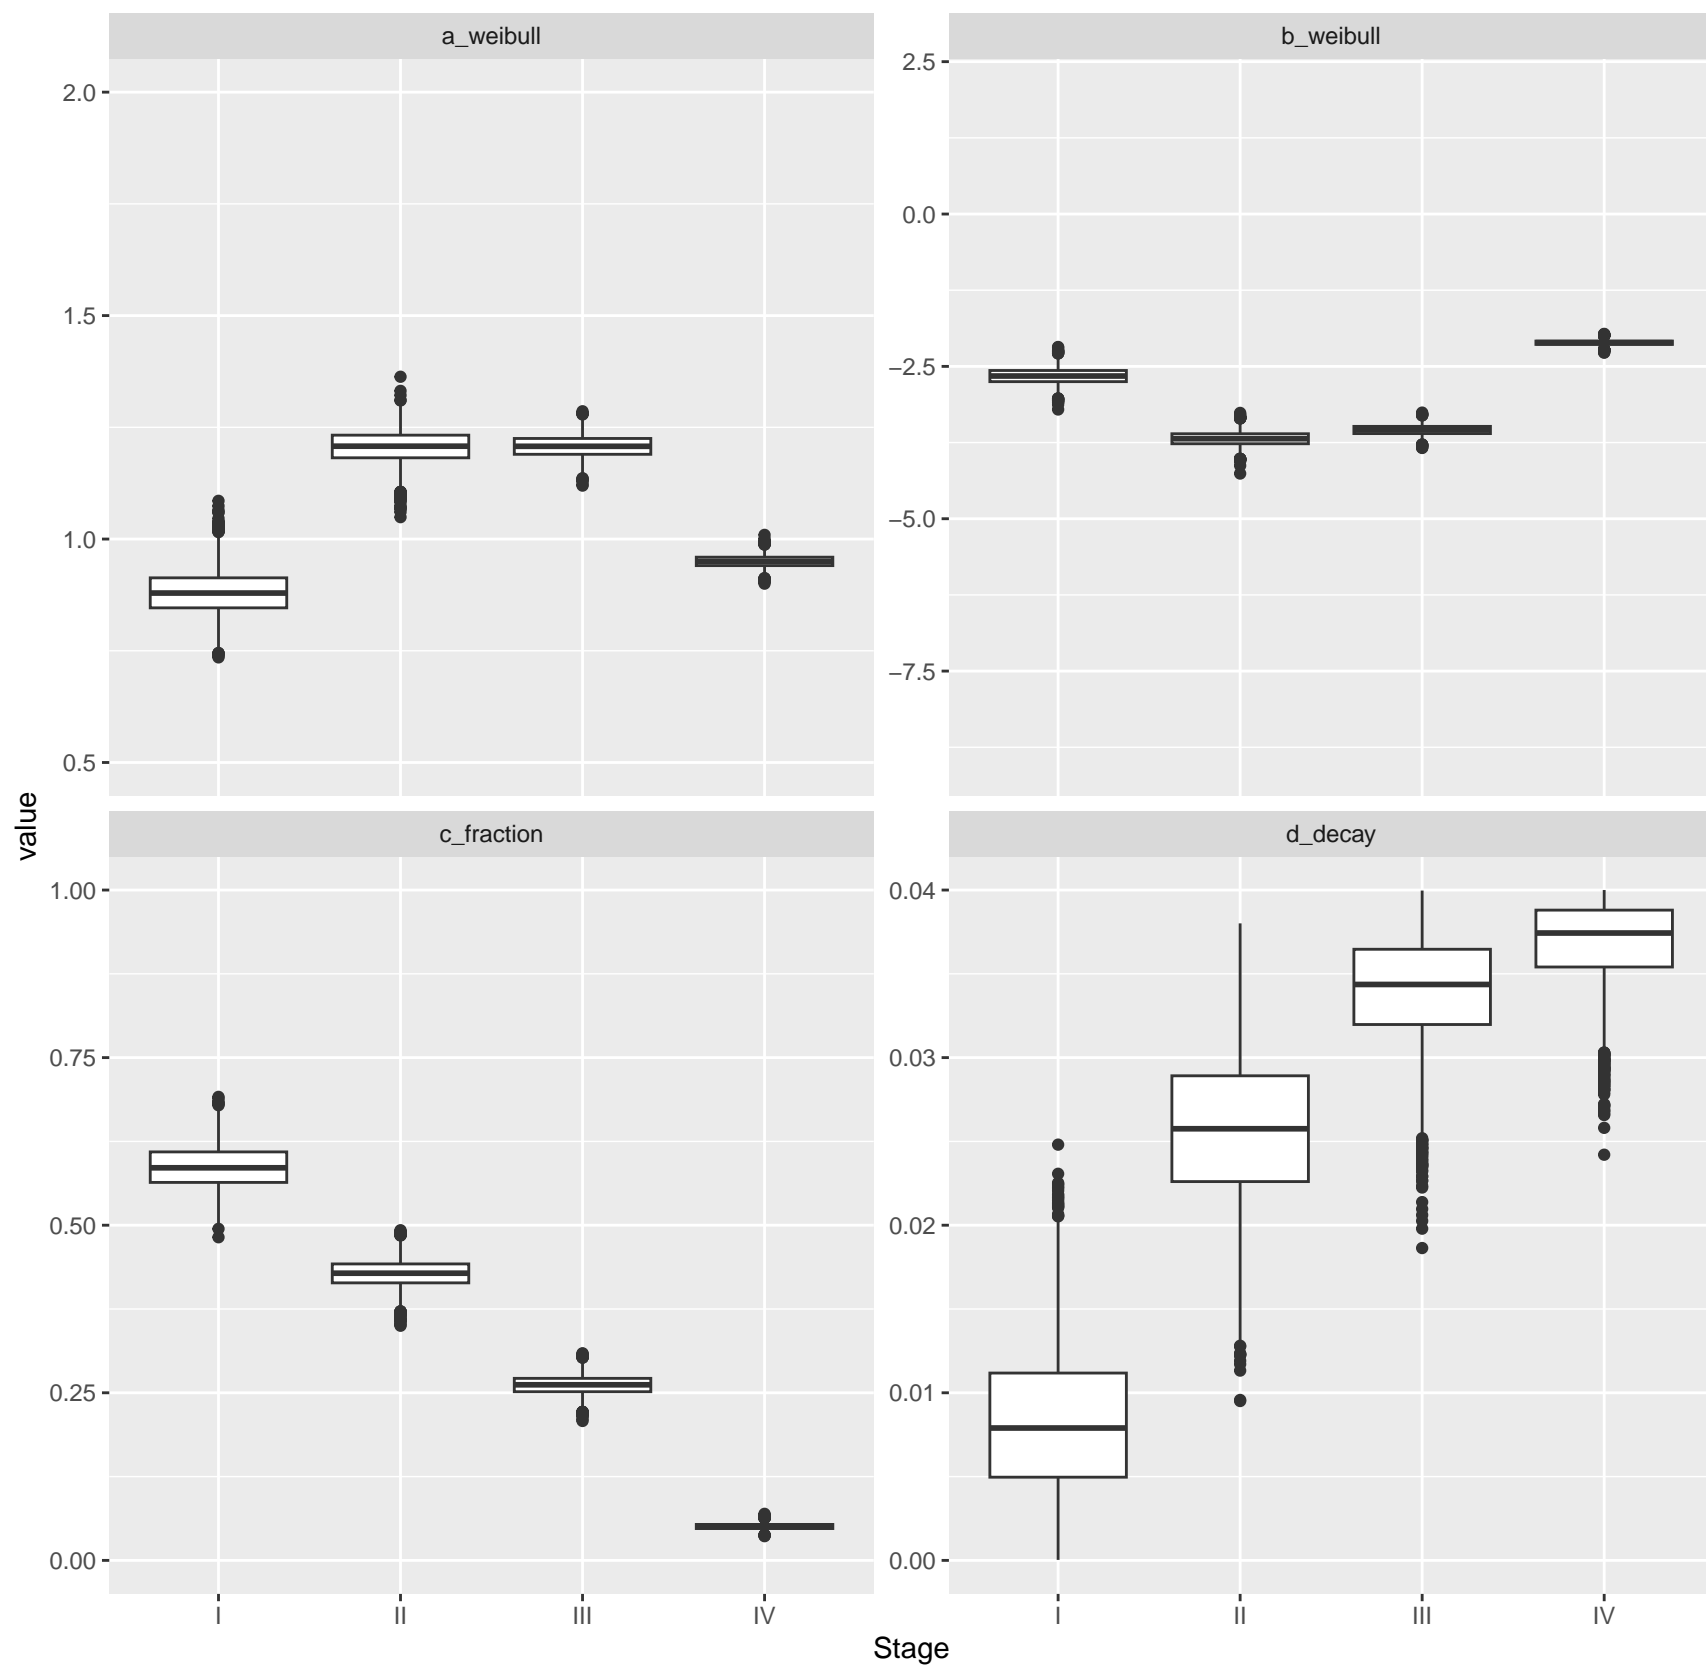 a_weibull
b_weibull
2.0
1.5
1.0
0.5
2.5
0.0
−2.5
−5.0
−7.5
value
c_fraction
d_decay
1.00
0.75
0.50
0.25
0.00
0.04
0.03
0.02
0.01
0.00
I II III IV
I II III IV
Stage